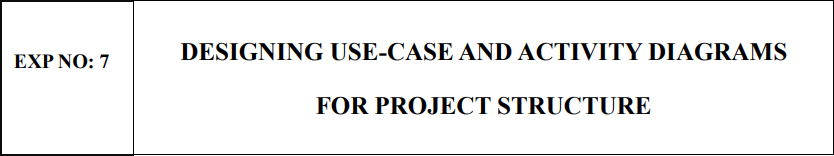 EXP NO: 7
DESIGNING USE-CASE AND ACTIVITY DIAGRAMS
FOR PROJECT STRUCTURE